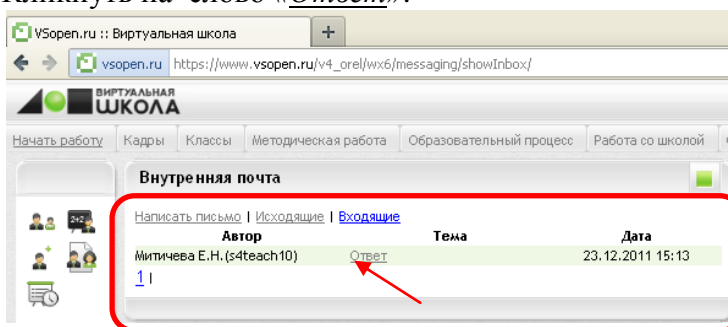 Кликнуть на слово «Ответ».
VSopen.ru :: Виртуальная школа
vsopen.ru https://www.vsopen.ru/v4_orel/wx6/messaging/showInbox/
ВИРТУАЛЬНАЯ
ШКОЛА
Начать работу Кадры Классы Методическая работа Образовательный процесс Работа со школой
Внутренняя почта
Написать письмо | Исходящие | Входящие
Автор Тема Дата
Митичева Е.Н.(s4teach10) Ответ 23.12.2011 15:13
1 |